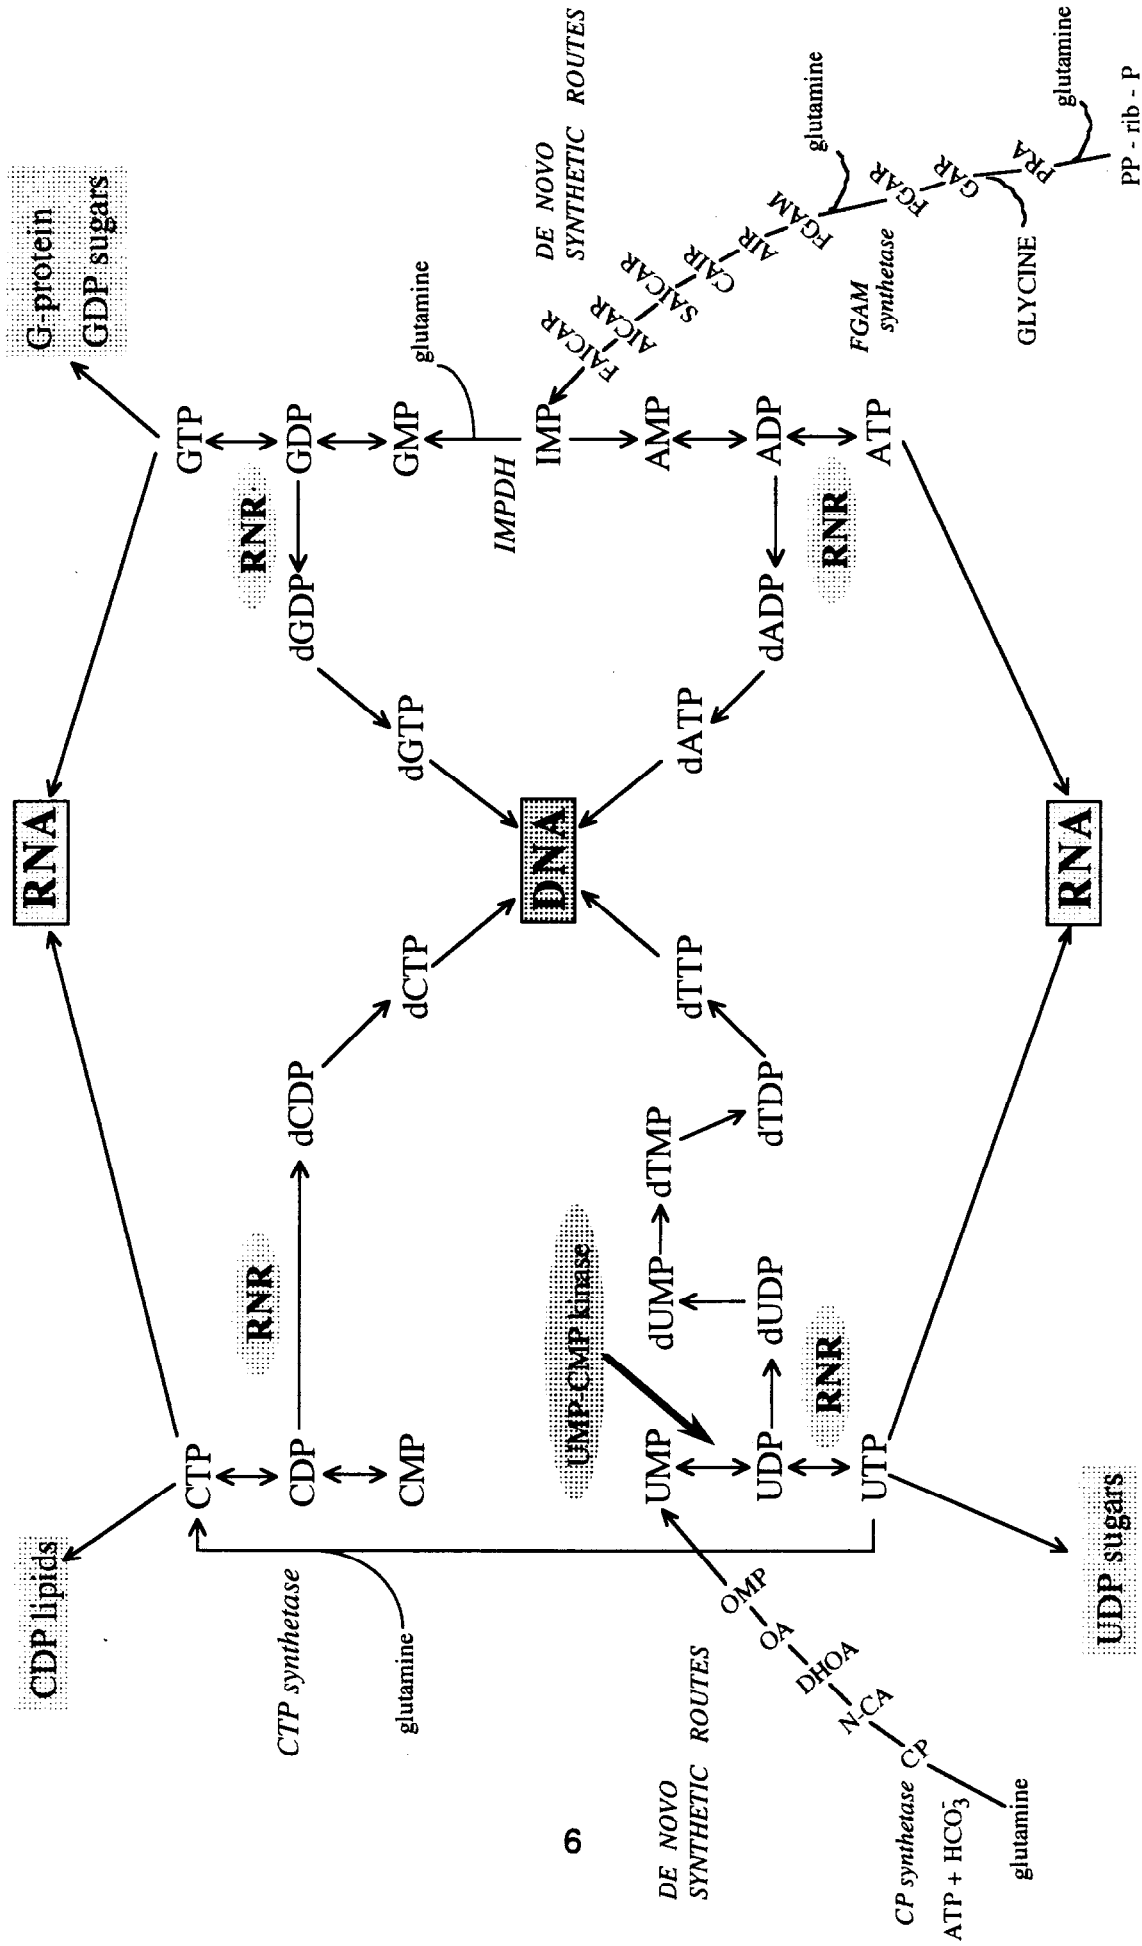 CDP lipids
RNA
G-protein
GDP sugars
CTP
GTP
CTP synthetase
glutamine
CDP
RNR
dCDP
dGDP
RNR
GDP
CMP
dCTP
dGTP
GMP
glutamine
DNA
IMPDH
IMP
DE NOVO
SYNTHETIC ROUTES
FAICAR
AICAR
SAICAR
CAIR
AIR
FGAM
glutamine
FGAM
synthetase
FGAR
GAR
GLYCINE
PRA
glutamine
PP - rib - P
UMP-CMP kinase
UMP
dUMP
dTMP
dTTP
dATP
AMP
UDP
dUDP
dTDP
dADP
ADP
RNR
RNR
UTP
ATP
DE NOVO
SYNTHETIC ROUTES
OMP
OA
DHOA
N-CA
CP
CP synthetase
ATP + HCO3-
glutamine
UDP sugars
RNA
6